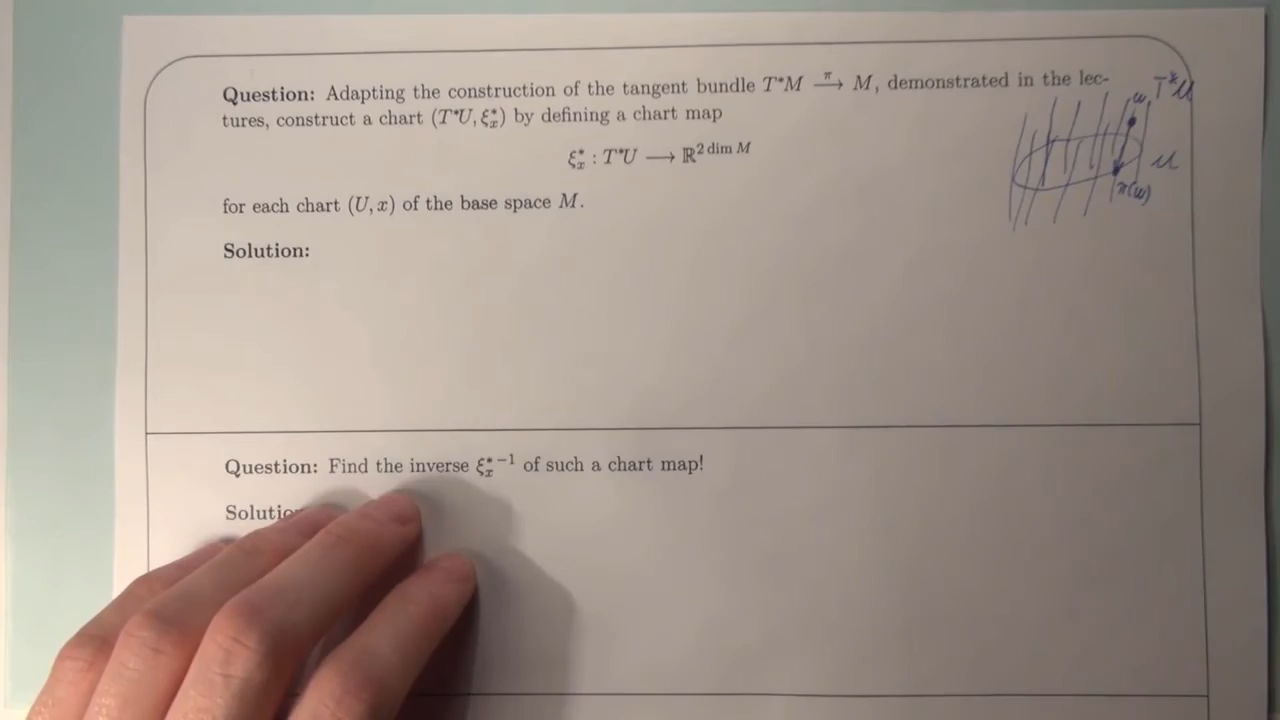 Question: Adapting the construction of the tangent bundle T*M —π→ M, demonstrated in the lec-
tures, construct a chart (T*U, ξ*ₓ) by defining a chart map
ξ*ₓ : T*U ⟶ ℝ^{2 dim M}
for each chart (U, x) of the base space M.
Solution:
ω
T*U
U
π(ω)
Question: Find the inverse ξ*ₓ⁻¹ of such a chart map!